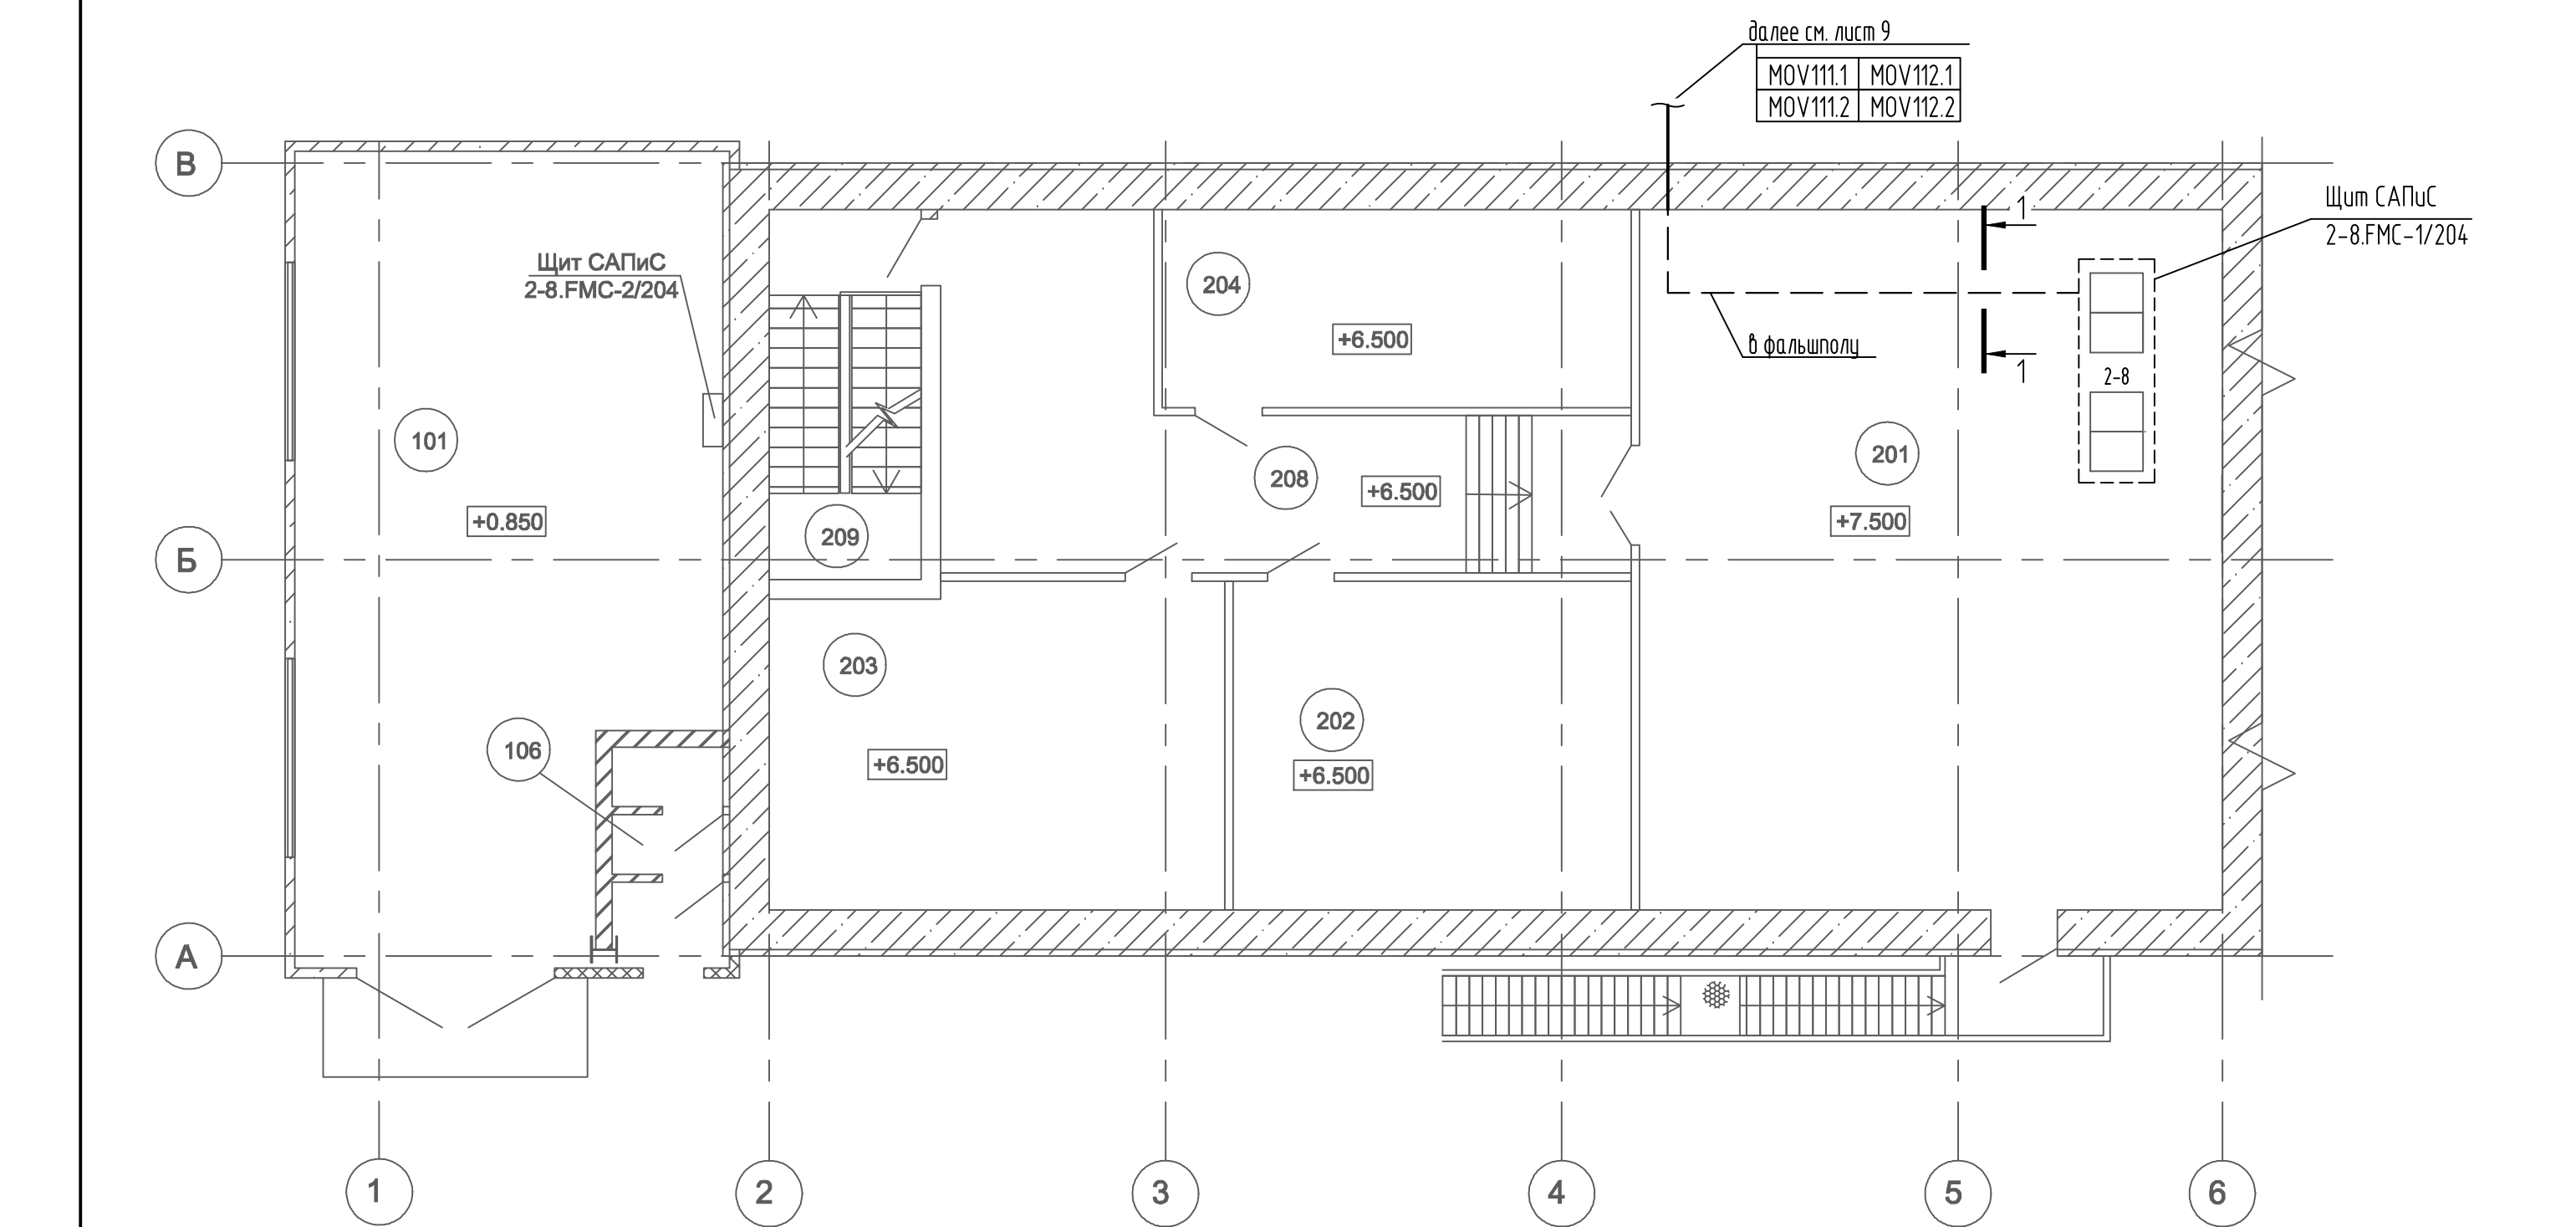 далее см. лист 9
MOV111.1 MOV112.1
MOV111.2 MOV112.2
В
Щит САПиС
2-8.FMC-1/204
1
Щит САПиС
2-8.FMC-2/204
204
+6.500
в фальшполу
1
2-8
101
201
208
+6.500
+0.850
+7.500
209
Б
203
202
106
+6.500
+6.500
А
1
2
3
4
5
6